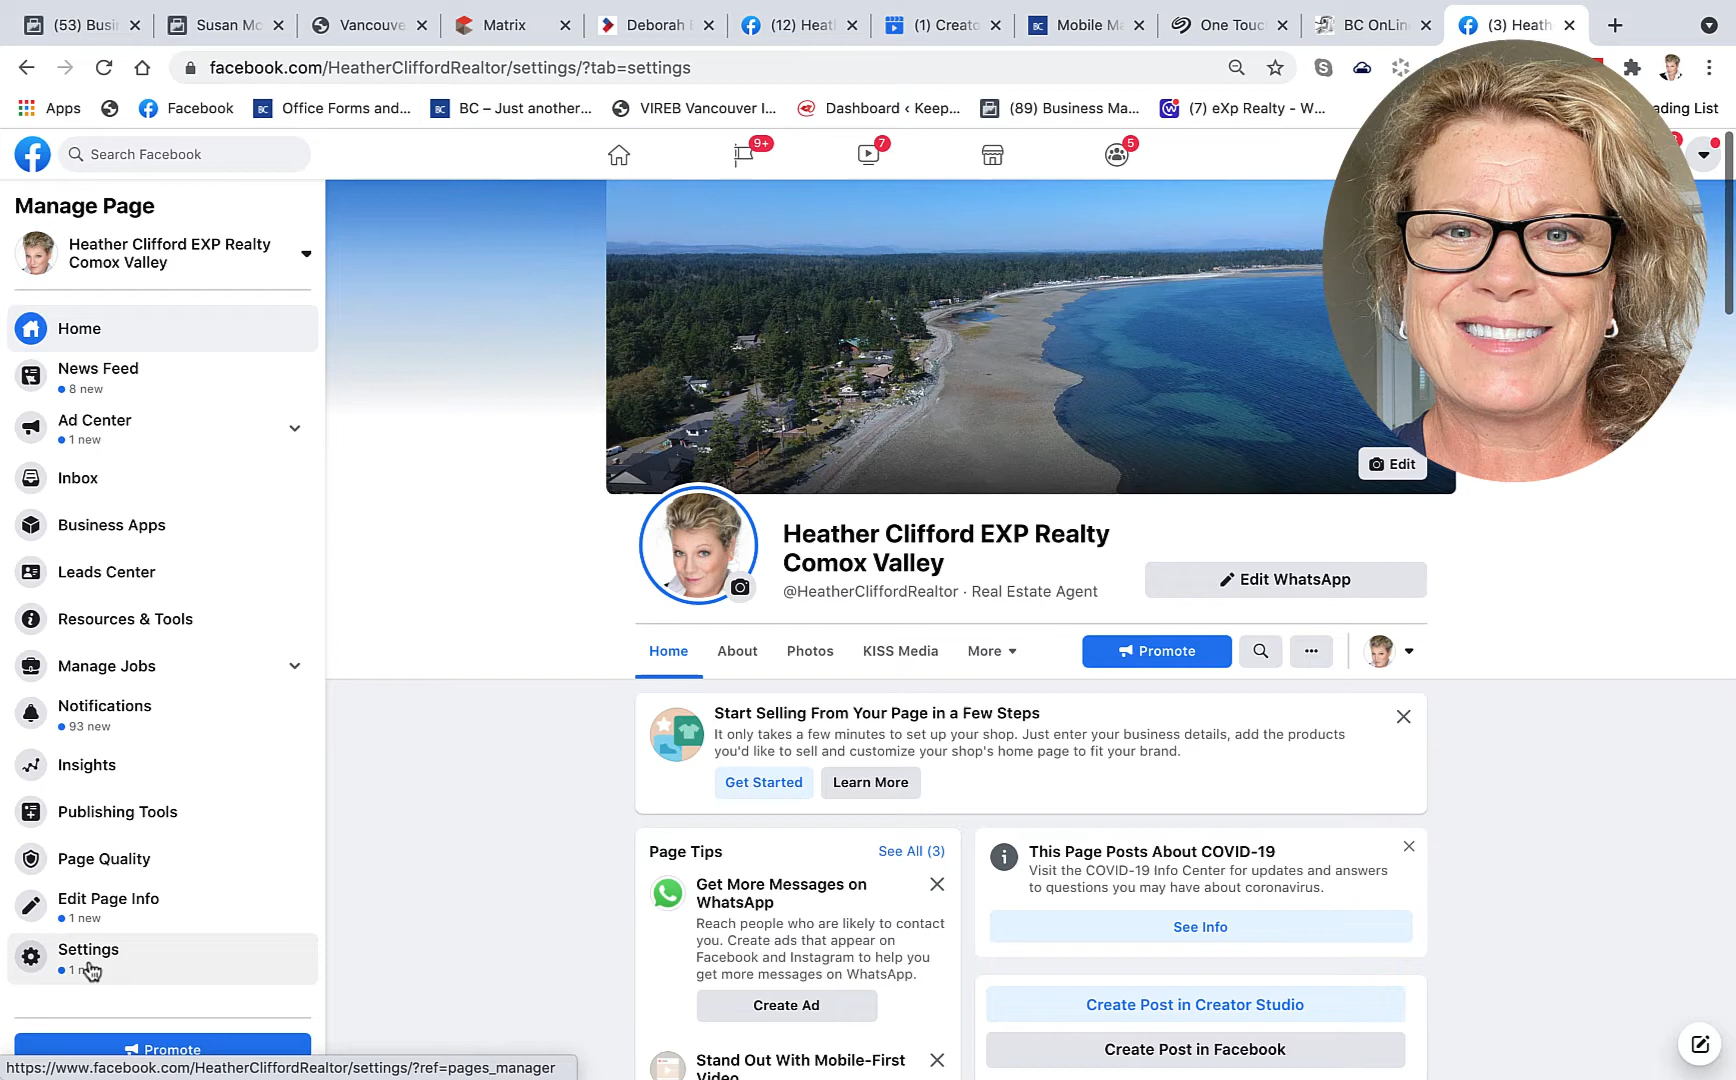 (53) Busi
Susan Mc
Vancouve
Matrix
Deborah
(12) Heat
(1) Creato
Mobile Ma
One Touc
BC OnLin
(3) Heath
facebook.com/HeatherCliffordRealtor/settings/?tab=settings
Apps
Facebook
BC
Office Forms and...
BC
BC – Just another...
VIREB Vancouver I...
Dashboard ‹ Keep...
(89) Business Ma...
(7) eXp Realty - W...
ading List
Search Facebook
9+
7
5
Manage Page
Heather Clifford EXP Realty
Comox Valley
Home
News Feed
8 new
Ad Center
1 new
Inbox
Business Apps
Leads Center
Resources & Tools
Manage Jobs
Notifications
93 new
Insights
Publishing Tools
Page Quality
Edit Page Info
1 new
Settings
1 n
Promote
https://www.facebook.com/HeatherCliffordRealtor/settings/?ref=pages_manager
Edit
Heather Clifford EXP Realty
Comox Valley
@HeatherCliffordRealtor · Real Estate Agent
Edit WhatsApp
Home
About
Photos
KISS Media
More
Promote
Start Selling From Your Page in a Few Steps
It only takes a few minutes to set up your shop. Just enter your business details, add the products
you'd like to sell and customize your shop's home page to fit your brand.
Get Started
Learn More
Page Tips
See All (3)
Get More Messages on
WhatsApp
Reach people who are likely to contact
you. Create ads that appear on
Facebook and Instagram to help you
get more messages on WhatsApp.
Create Ad
Stand Out With Mobile-First
Video
This Page Posts About COVID-19
Visit the COVID-19 Info Center for updates and answers
to questions you may have about coronavirus.
See Info
Create Post in Creator Studio
Create Post in Facebook